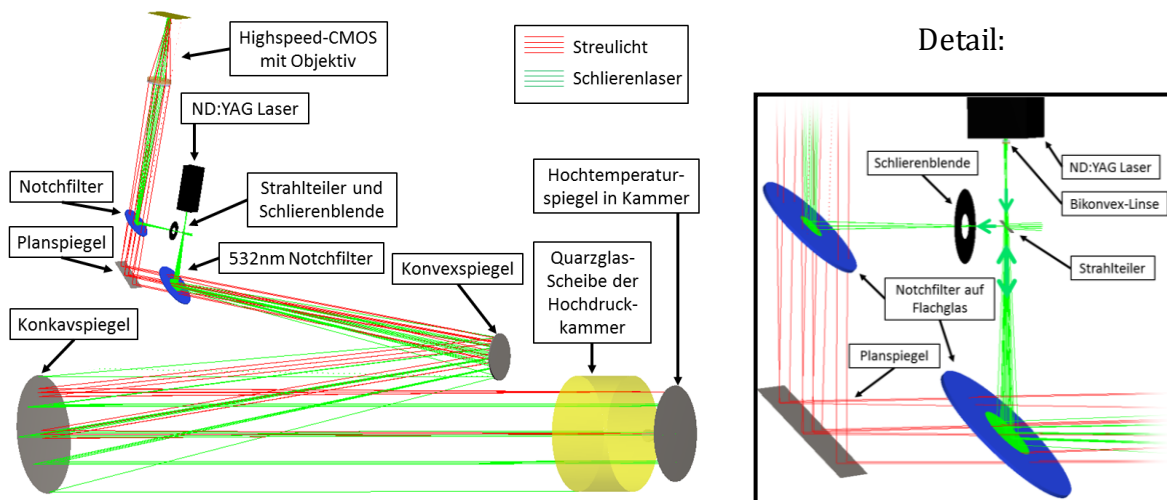 Highspeed-CMOS
mit Objektiv
Streulicht
Schlierenlaser
ND:YAG Laser
Notchfilter
Strahlteiler und
Schlierenblende
Hochtemperatur-
spiegel in Kammer
Planspiegel
532nm Notchfilter
Konvexspiegel
Quarzglas-
Scheibe der
Hochdruck-
kammer
Konkavspiegel
Detail:
Schlierenblende
ND:YAG Laser
Bikonvex-Linse
Strahlteiler
Notchfilter auf
Flachglas
Planspiegel